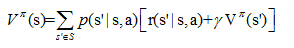 V^π(s)=∑_{s'∈S} p(s'|s,a)[r(s'|s,a)+γV^π(s')]